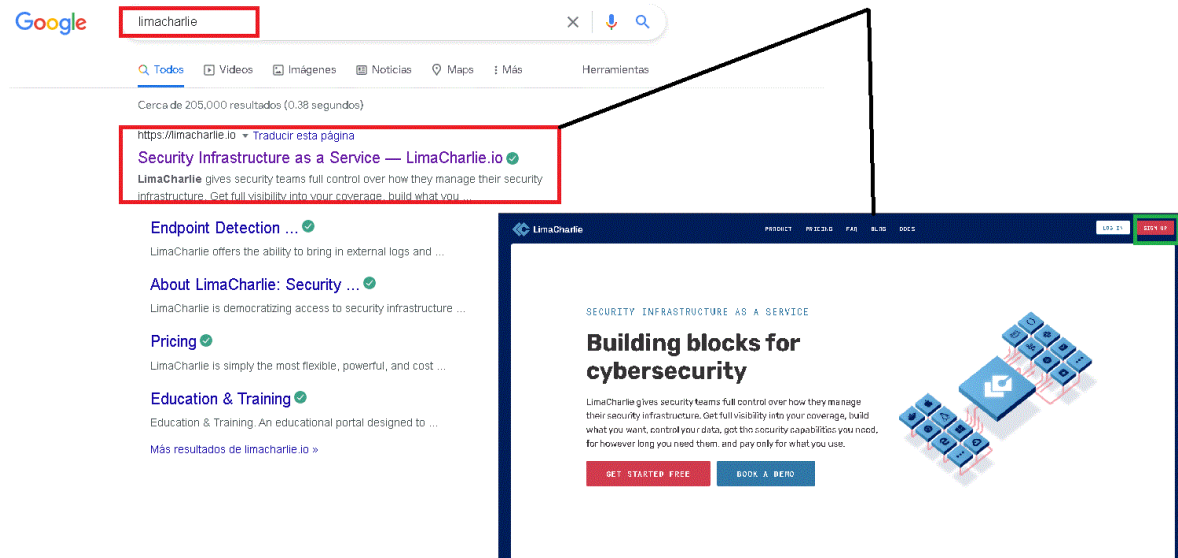 Google
limacharlie
Todos Videos Imágenes Noticias Maps Más Herramientas
Cerca de 205,000 resultados (0.38 segundos)
https://limacharlie.io Traducir esta página
Security Infrastructure as a Service — LimaCharlie.io
LimaCharlie gives security teams full control over how they manage their security
infrastructure. Get full visibility into your coverage, build what you ...
Endpoint Detection ...
LimaCharlie offers the ability to bring in external logs and ...
About LimaCharlie: Security ...
LimaCharlie is democratizing access to security infrastructure ...
Pricing
LimaCharlie is simply the most flexible, powerful, and cost ...
Education & Training
Education & Training. An educational portal designed to ...
Más resultados de limacharlie.io »
LimaCharlie
PRODUCT PRICING FAQ BLOG DOCS
LOG IN SIGN UP
SECURITY INFRASTRUCTURE AS A SERVICE
Building blocks for
cybersecurity
LimaCharlie gives security teams full control over how they manage
their security infrastructure. Get full visibility into your coverage, build
what you want, control your data, get the security capabilities you need,
for however long you need them, and pay only for what you use.
GET STARTED FREE BOOK A DEMO